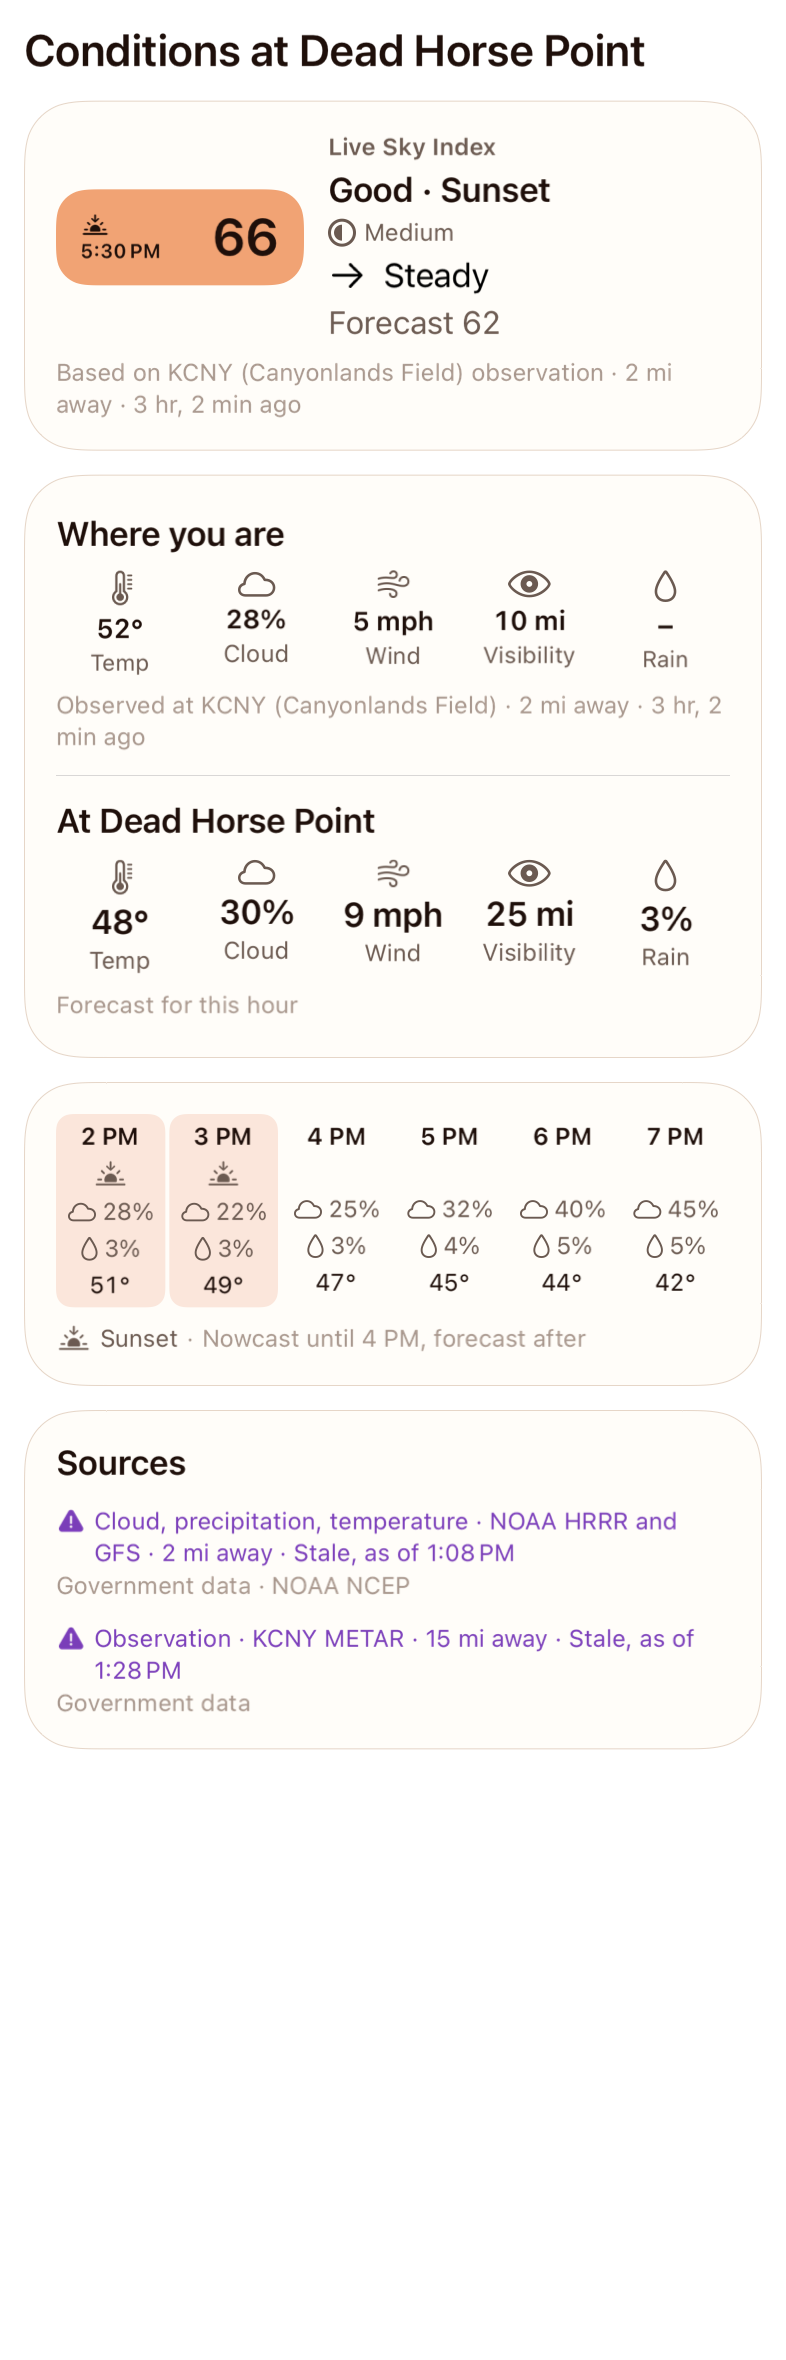 Conditions at Dead Horse Point
Live Sky Index
Good · Sunset
Medium
→ Steady
Forecast 62
5:30 PM
66
Based on KCNY (Canyonlands Field) observation · 2 mi
away · 3 hr, 2 min ago
Where you are
52° 28% 5 mph 10 mi –
Temp Cloud Wind Visibility Rain
Observed at KCNY (Canyonlands Field) · 2 mi away · 3 hr, 2
min ago
At Dead Horse Point
48° 30% 9 mph 25 mi 3%
Temp Cloud Wind Visibility Rain
Forecast for this hour
2 PM 3 PM 4 PM 5 PM 6 PM 7 PM
28% 22% 25% 32% 40% 45%
3% 3% 3% 4% 5% 5%
51° 49° 47° 45° 44° 42°
Sunset · Nowcast until 4 PM, forecast after
Sources
Cloud, precipitation, temperature · NOAA HRRR and
GFS · 2 mi away · Stale, as of 1:08 PM
Government data · NOAA NCEP
Observation · KCNY METAR · 15 mi away · Stale, as of
1:28 PM
Government data